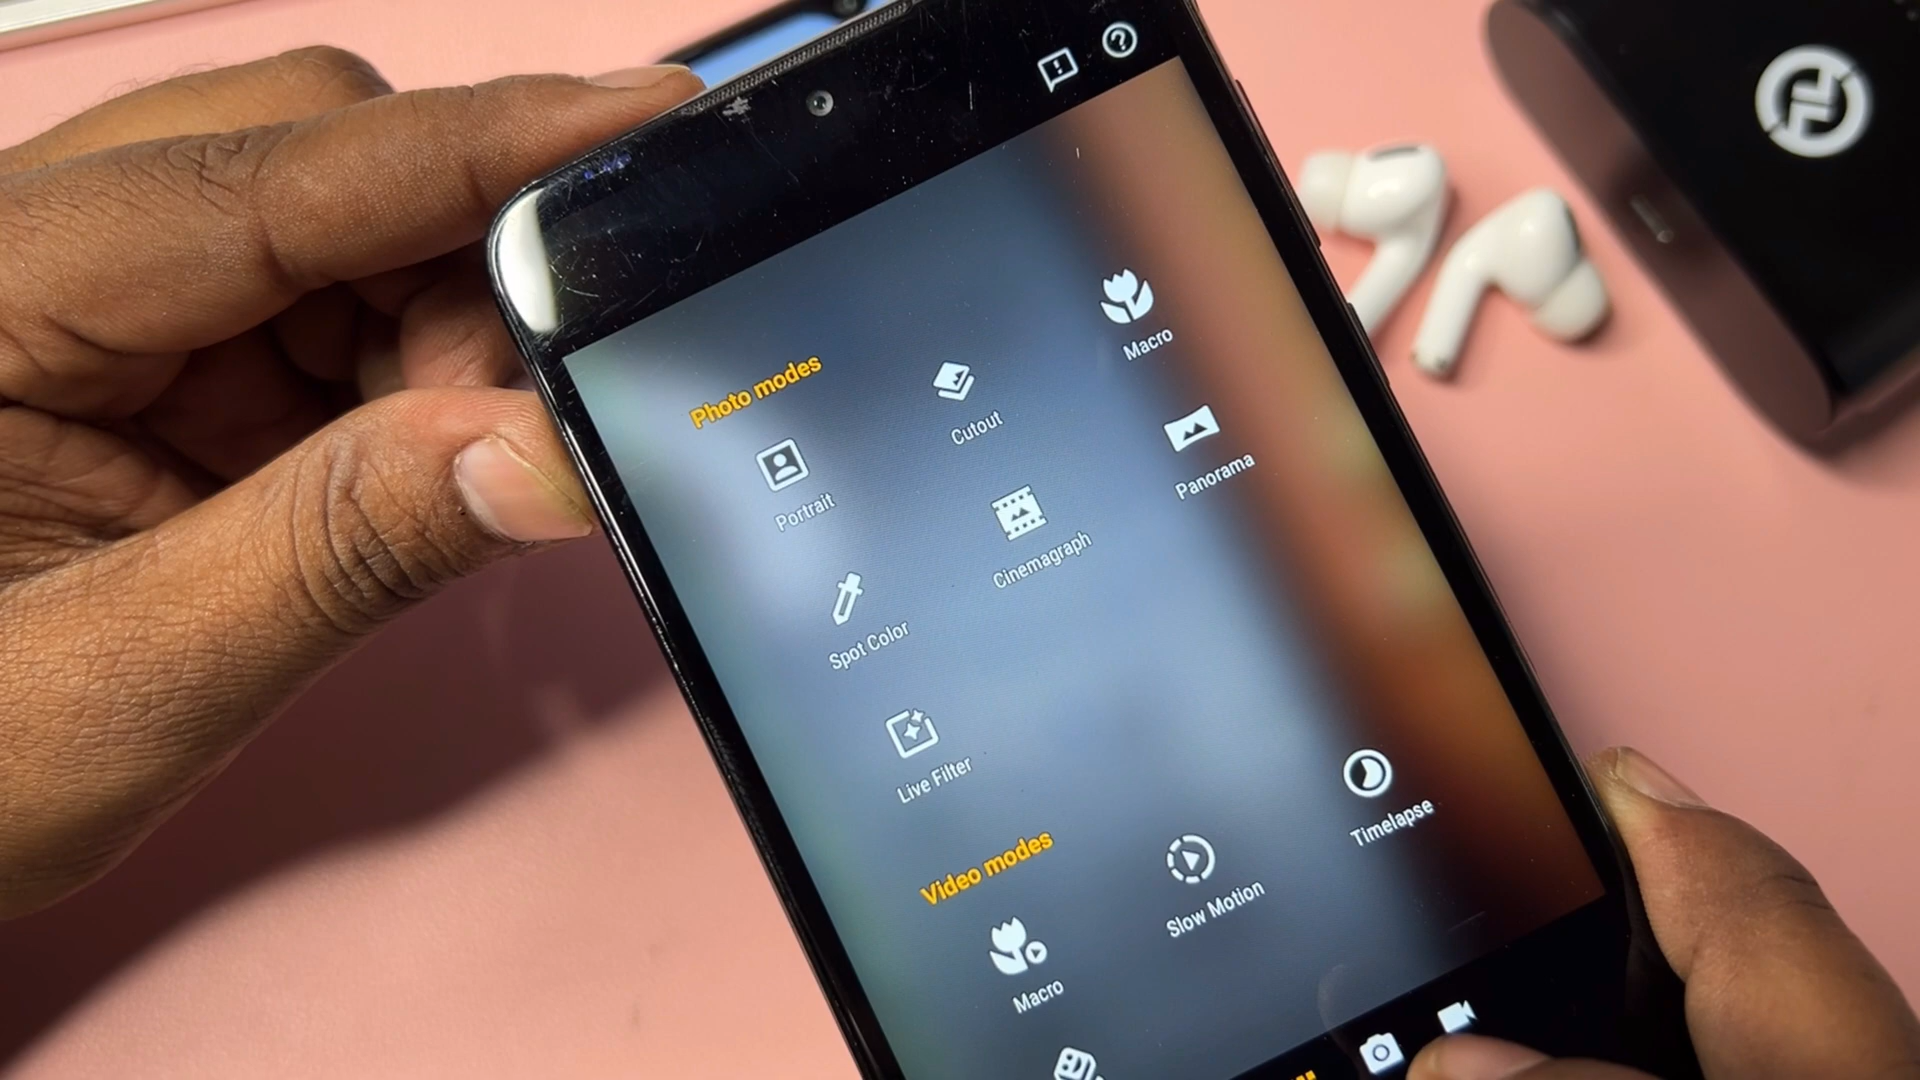 Photo modes
Portrait
Cutout
Macro
Spot Color
Cinemagraph
Panorama
Live Filter
Video modes
Macro
Slow Motion
Timelapse